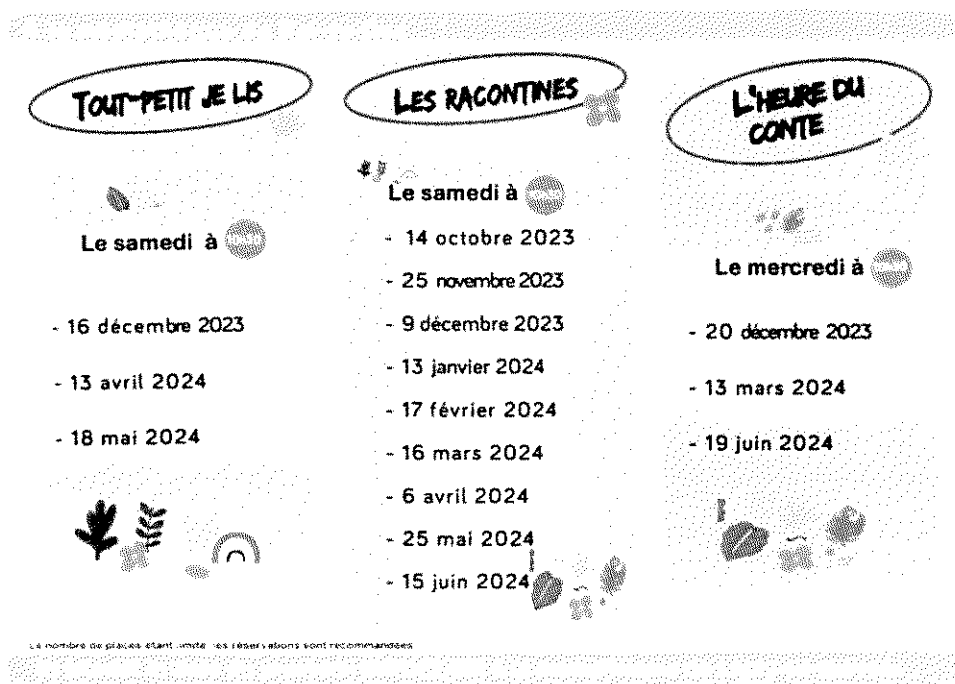 TOUT-PETIT JE LIS
Le samedi à
- 16 décembre 2023
- 13 avril 2024
- 18 mai 2024
LES RACONTINES
Le samedi à
- 14 octobre 2023
- 25 novembre 2023
- 9 décembre 2023
- 13 janvier 2024
- 17 février 2024
- 16 mars 2024
- 6 avril 2024
- 25 mai 2024
- 15 juin 2024
L'HEURE DU
CONTE
Le mercredi à
- 20 décembre 2023
- 13 mars 2024
- 19 juin 2024
Le nombre de places étant limité les réservations sont recommandées